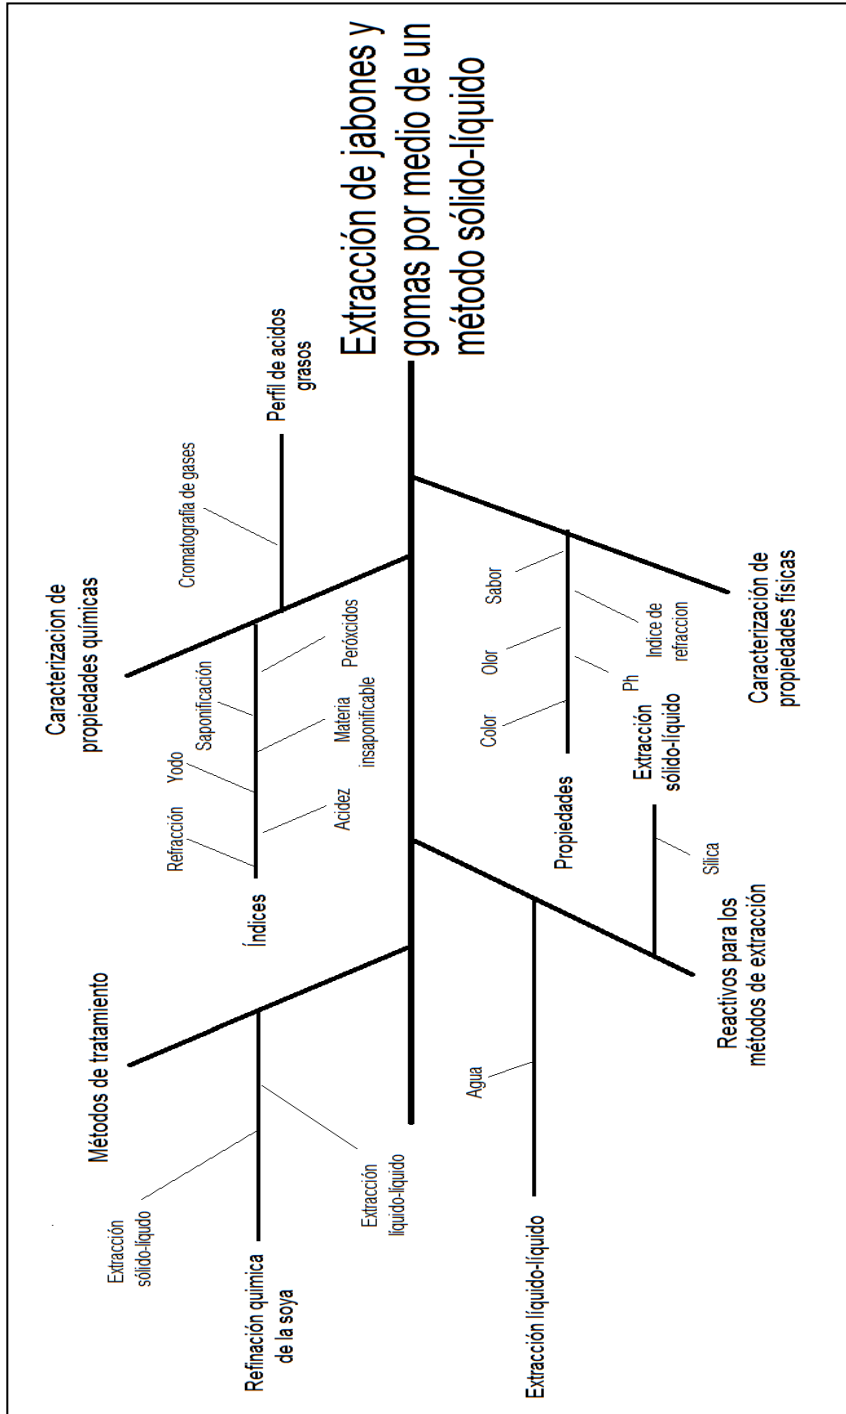 Métodos de tratamiento
Extracción
sólido-líqudo
Refinación quimica
de la soya
Extracción
líquido-líquido
Caracterizacion de
propiedades químicas
Índices
Refracción
Yodo
Saponificación
Acidez
Materia
insaponificable
Peróxcidos
Cromatografía de gases
Perfil de acidos
grasos
Extracción de jabones y
gomas por medio de un
método sólido-líquido
Extracción líquido-líquido
Agua
Reactivos para los
métodos de extracción
Extracción
sólido-líquido
Silica
Propiedades
Color
Olor
Sabor
Ph
Indice de
refraccion
Caracterización de
propiedades físicas